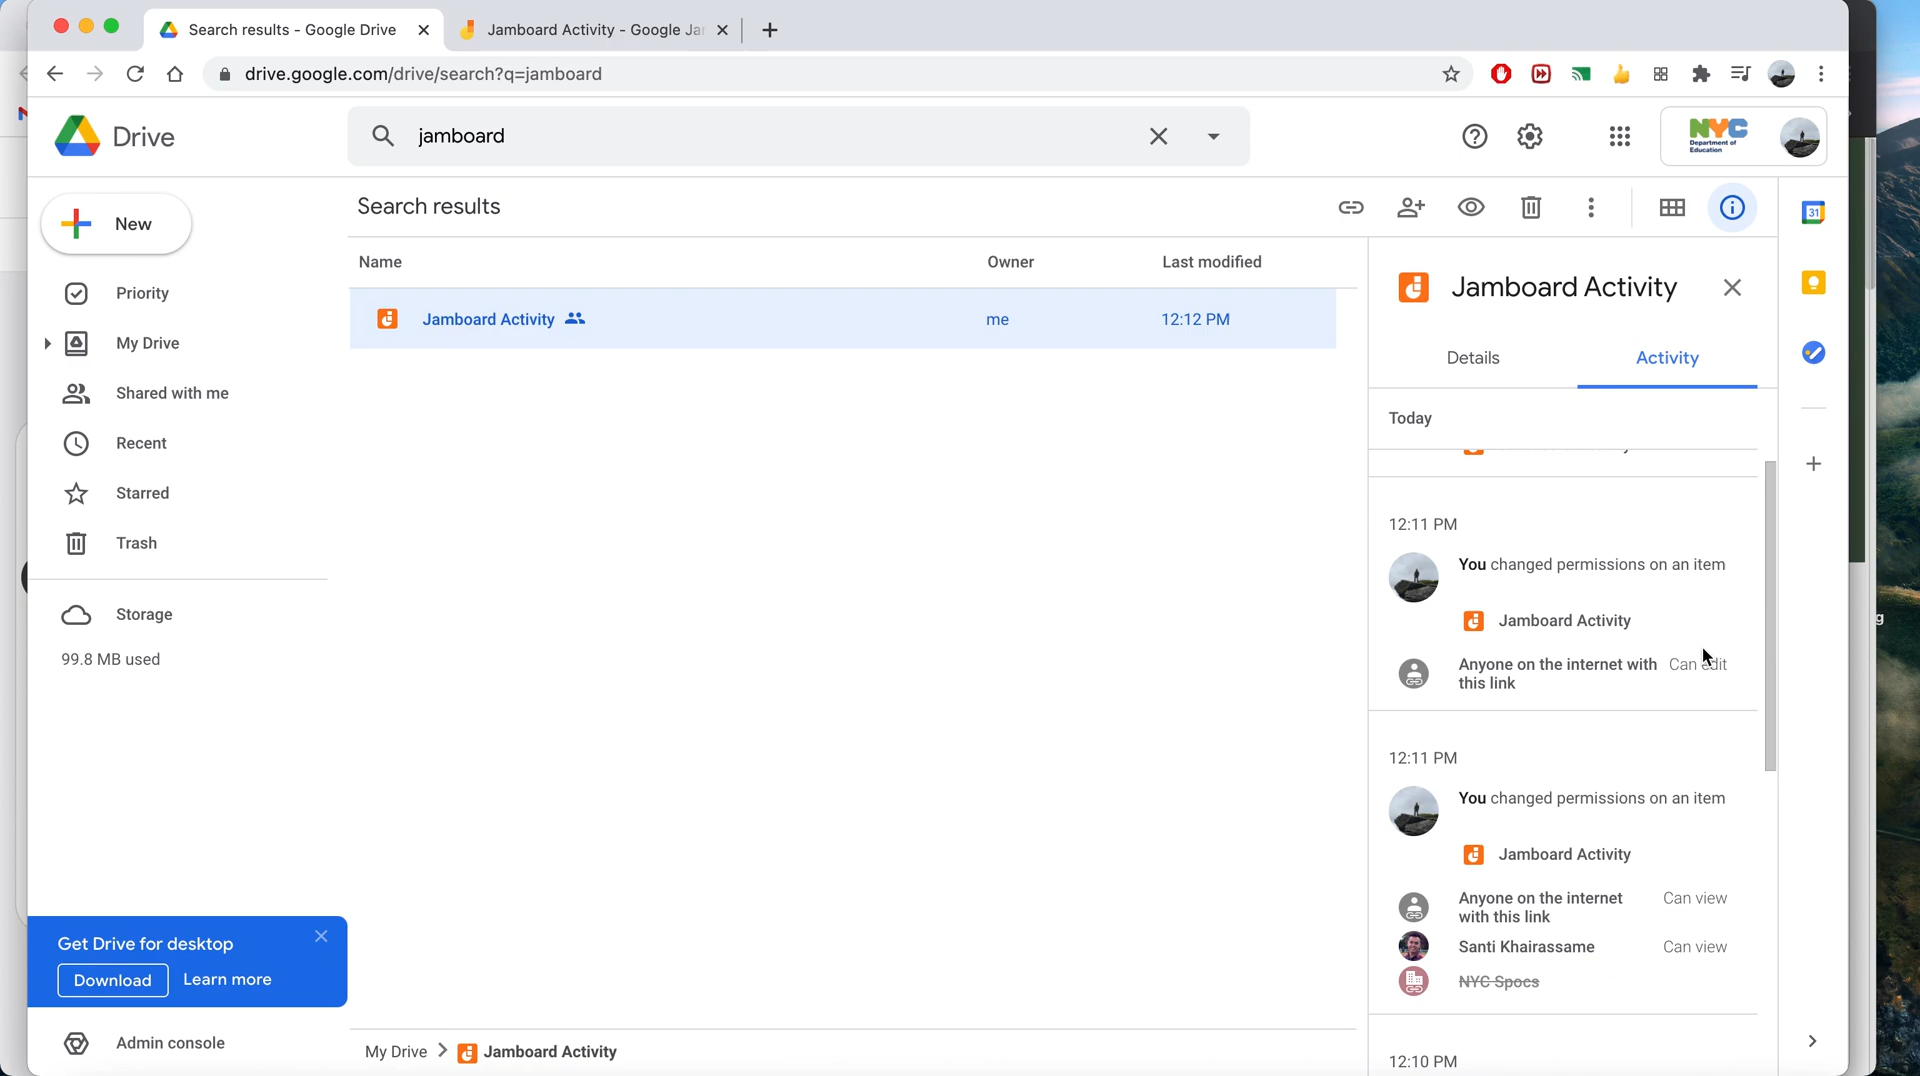 Search results - Google Drive
Jamboard Activity - Google Jar
drive.google.com/drive/search?q=jamboard
Drive
jamboard
NYC
Department of
Education
New
Search results
31
Name
Owner
Last modified
Jamboard Activity
Jamboard Activity
me
12:12 PM
Priority
My Drive
Shared with me
Recent
Starred
Trash
Storage
99.8 MB used
Details
Activity
Today
12:11 PM
You changed permissions on an item
Jamboard Activity
Anyone on the internet with Can edit
this link
12:11 PM
You changed permissions on an item
Jamboard Activity
Anyone on the internet Can view
with this link
Santi Khairassame Can view
NYC Spocs
12:10 PM
Get Drive for desktop
Download
Learn more
Admin console
My Drive
Jamboard Activity